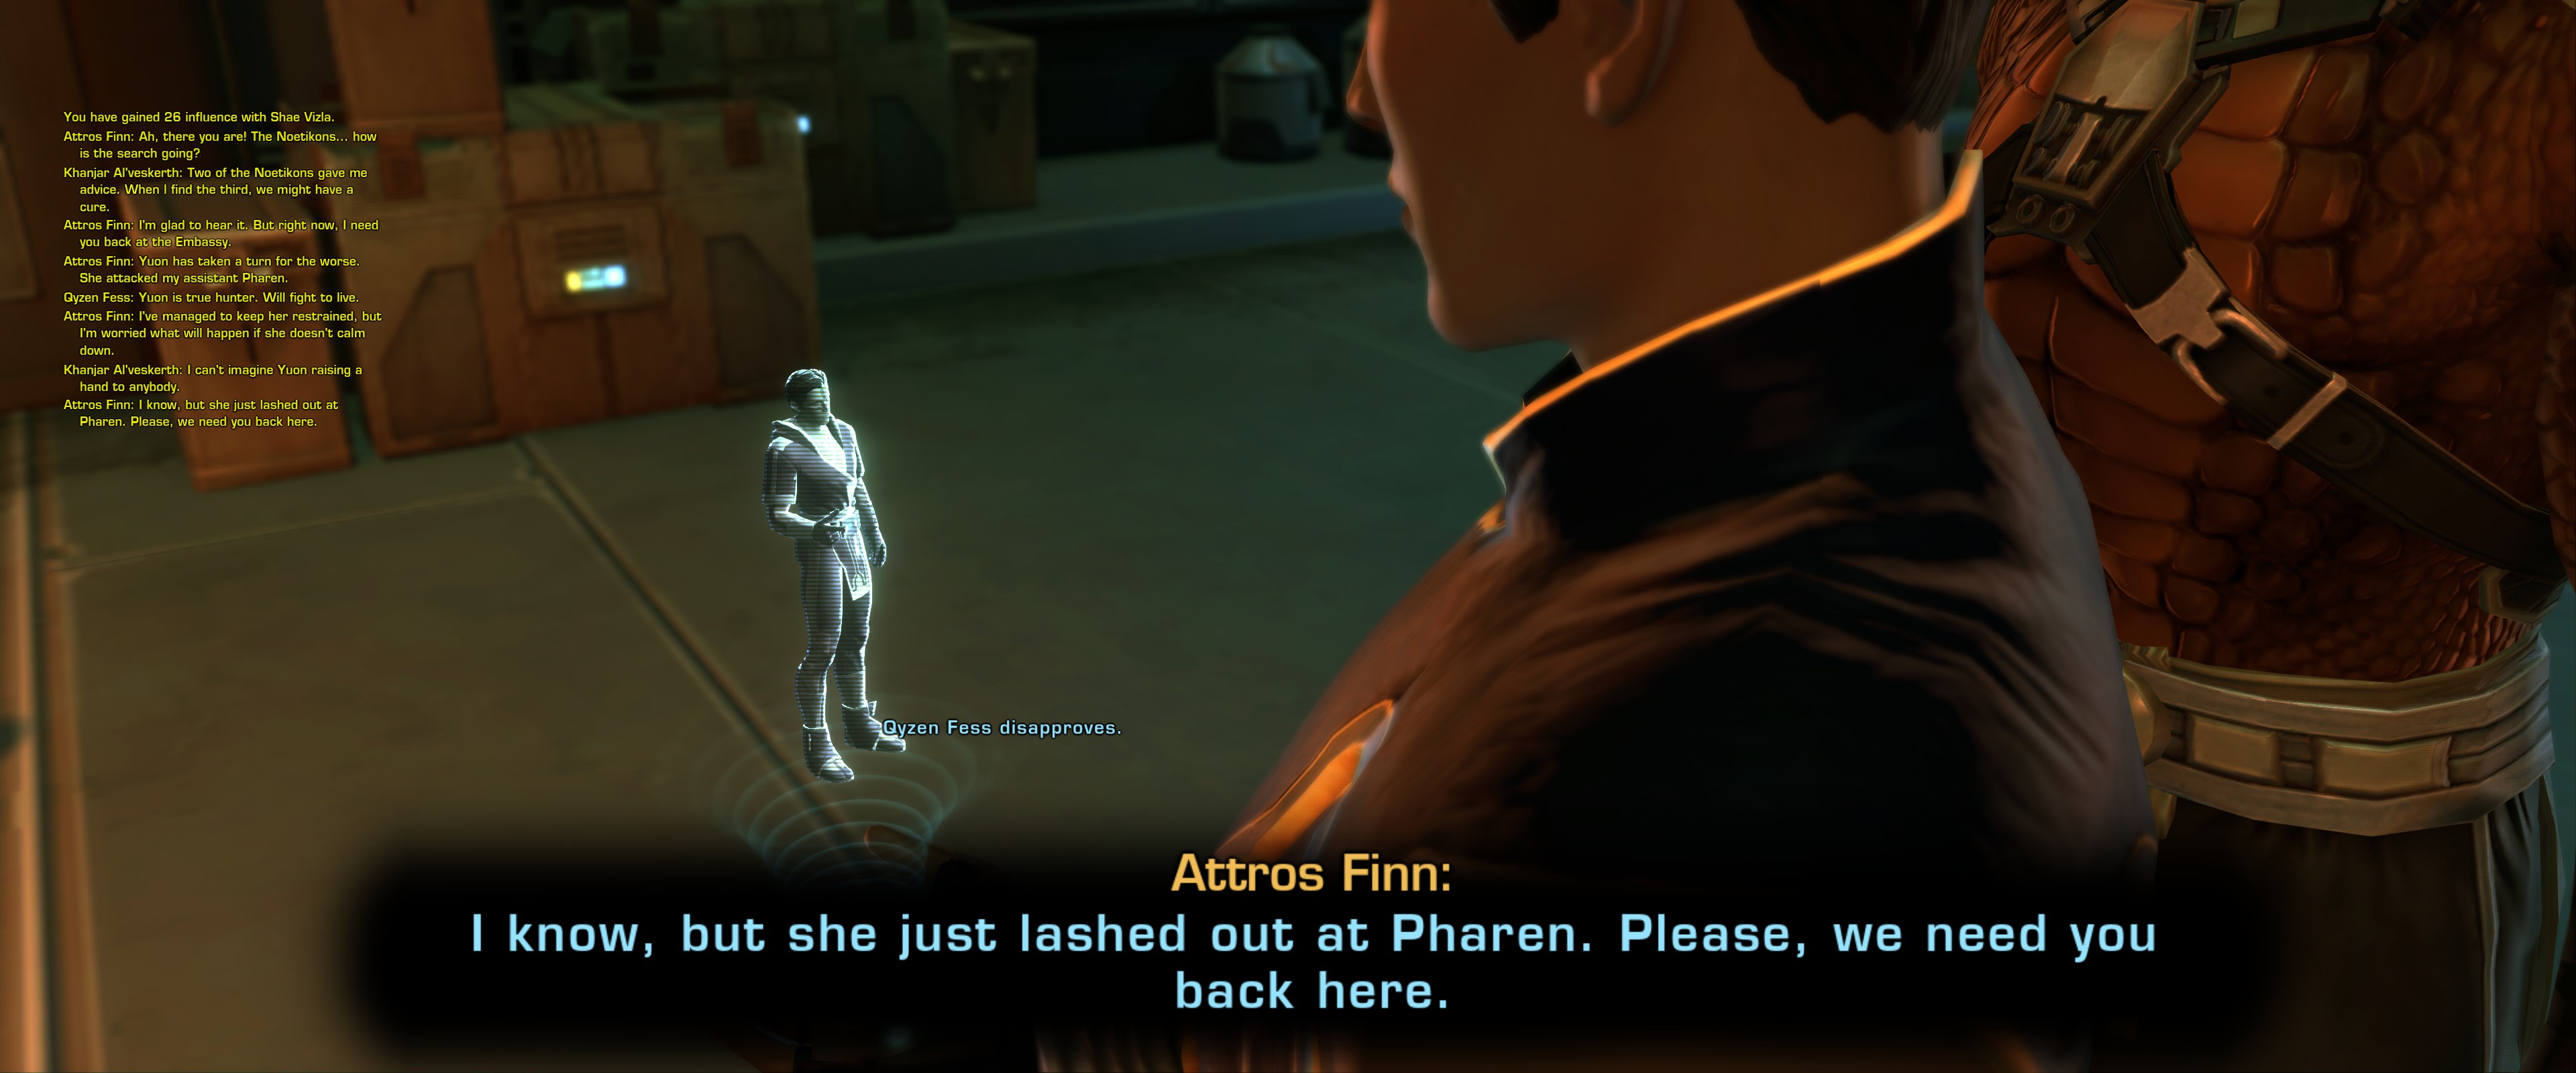 You have gained 26 influence with Shae Vizla.
Attros Finn: Ah, there you are! The Noetikons... how
is the search going?
Khanjar Al'veskerth: Two of the Noetikons gave me
advice. When I find the third, we might have a
cure.
Attros Finn: I'm glad to hear it. But right now, I need
you back at the Embassy.
Attros Finn: Yuon has taken a turn for the worse.
She attacked my assistant Pharen.
Qyzen Fess: Yuon is true hunter. Will fight to live.
Attros Finn: I've managed to keep her restrained, but
I'm worried what will happen if she doesn't calm
down.
Khanjar Al'veskerth: I can't imagine Yuon raising a
hand to anybody.
Attros Finn: I know, but she just lashed out at
Pharen. Please, we need you back here.
Qyzen Fess disapproves.
Attros Finn:
I know, but she just lashed out at Pharen. Please, we need you
back here.